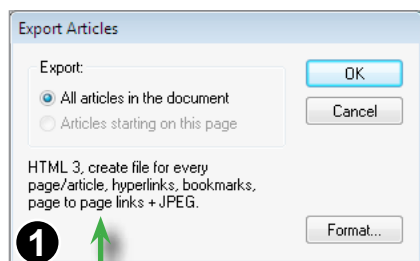 Export Articles
Export:
All articles in the document
Articles starting on this page
OK
Cancel
HTML 3, create file for every
page/article, hyperlinks, bookmarks,
page to page links + JPEG.
Format...
1